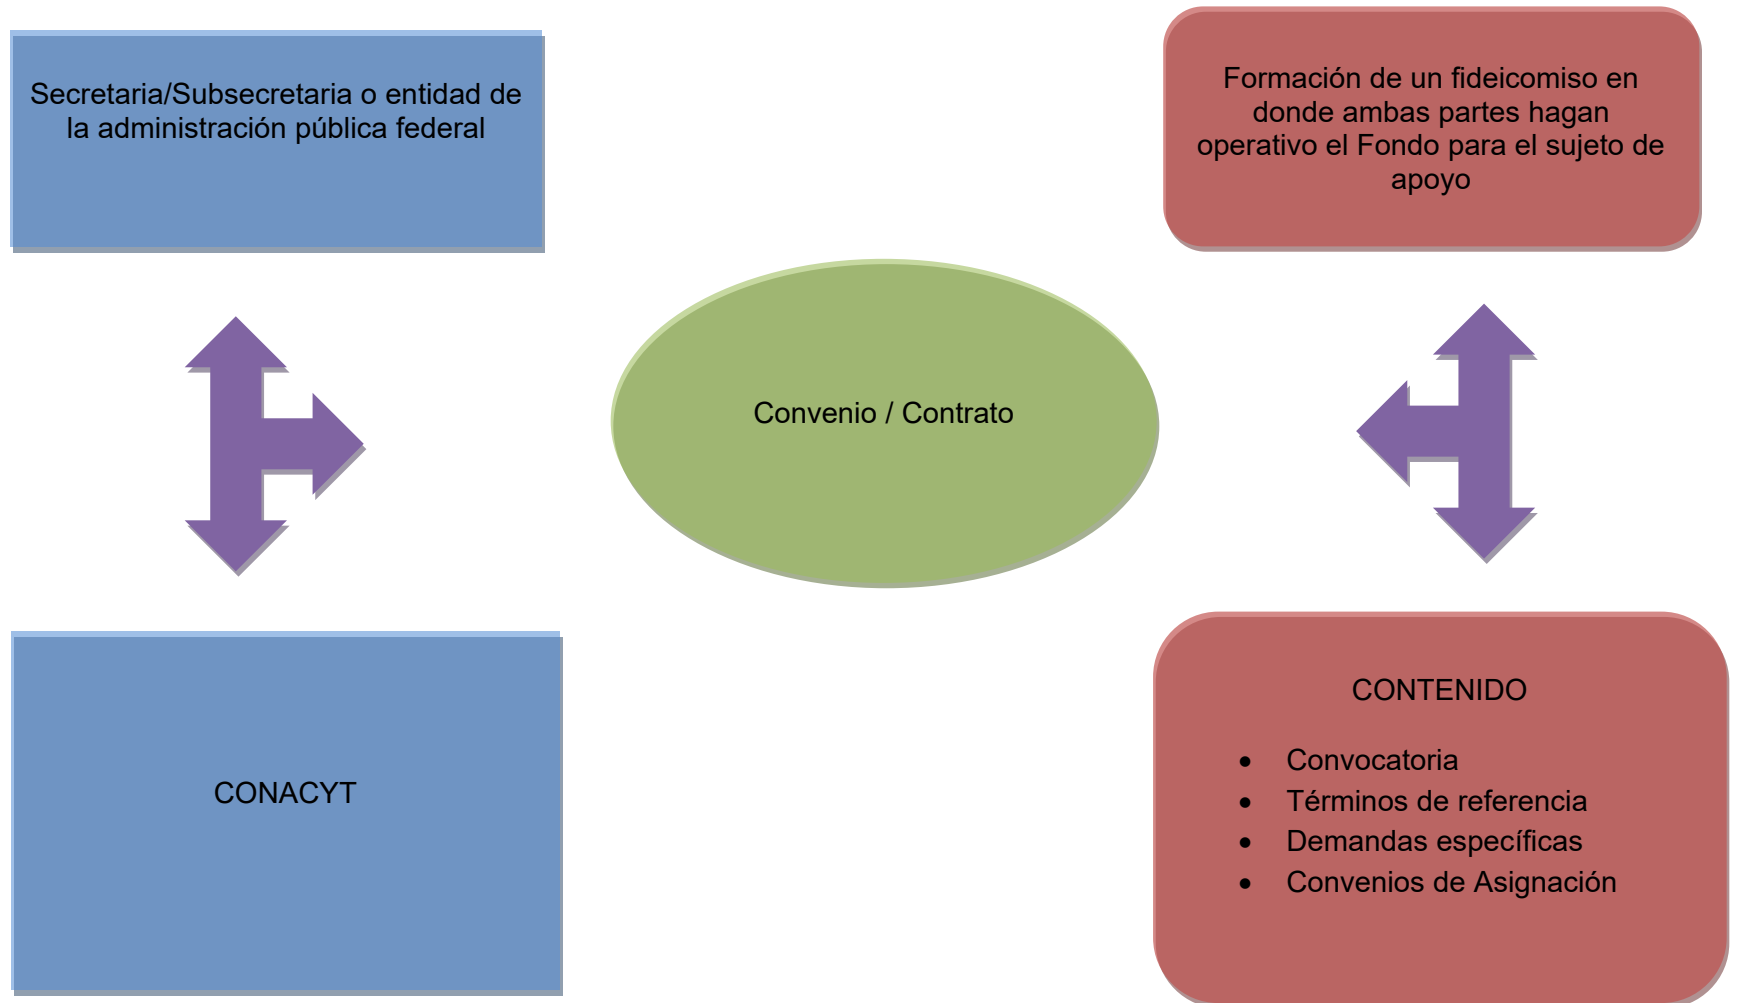 Secretaria/Subsecretaria o entidad de
la administración pública federal
Formación de un fideicomiso en
donde ambas partes hagan
operativo el Fondo para el sujeto de
apoyo
Convenio / Contrato
CONACYT
CONTENIDO
• Convocatoria
• Términos de referencia
• Demandas específicas
• Convenios de Asignación